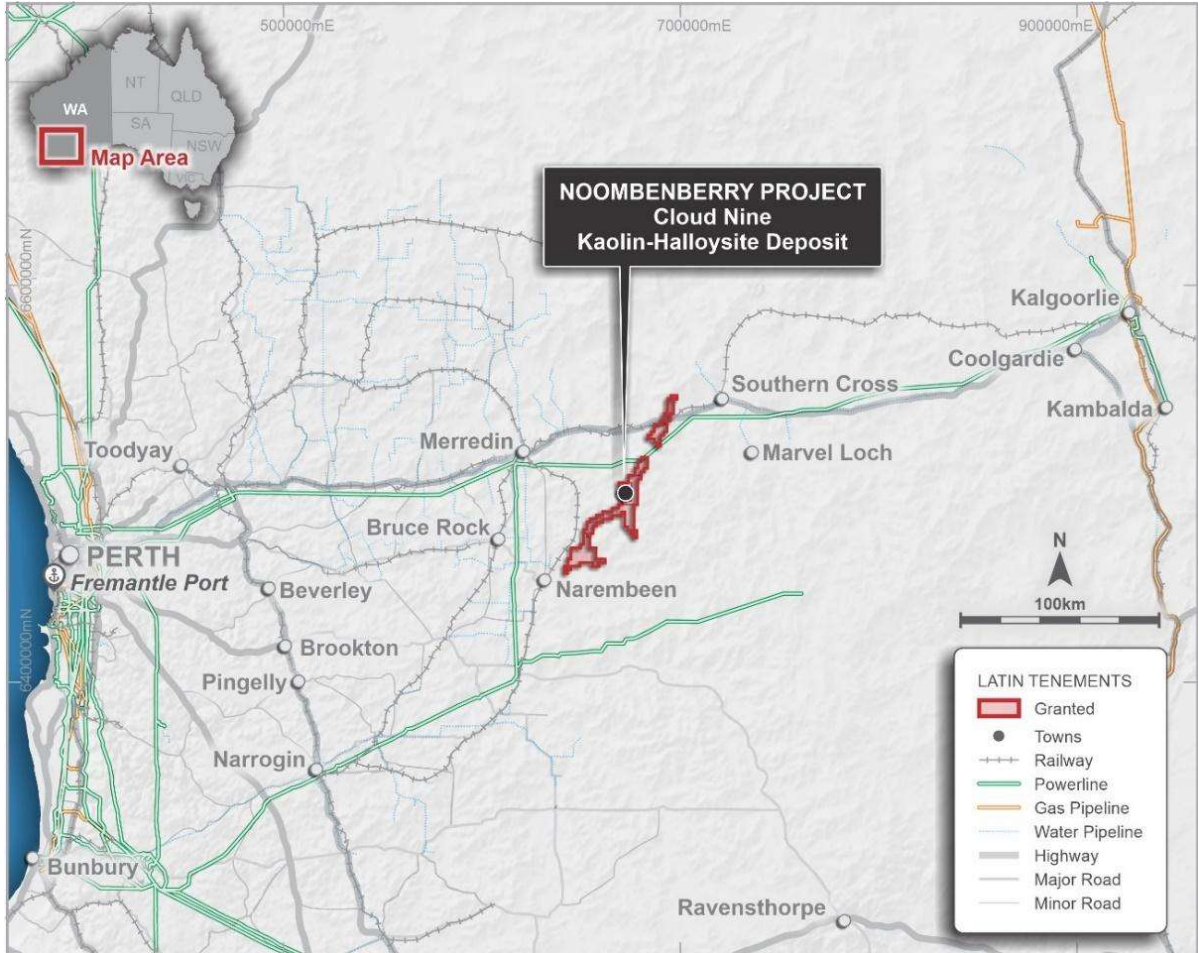 500000mE
700000mE
900000mE
NT
QLD
WA
SA
NSW
VIC
Map Area
NOOMBENBERRY PROJECT
Cloud Nine
Kaolin-Halloysite Deposit
6600000mN
Kalgoorlie
Coolgardie
Southern Cross
Kambalda
Merredin
Toodyay
Marvel Loch
Bruce Rock
PERTH
Fremantle Port
Narembeen
Beverley
N
100km
Brookton
6400000mN
Pingelly
Narrogin
Bunbury
Ravensthorpe
LATIN TENEMENTS
Granted
Towns
Railway
Powerline
Gas Pipeline
Water Pipeline
Highway
Major Road
Minor Road